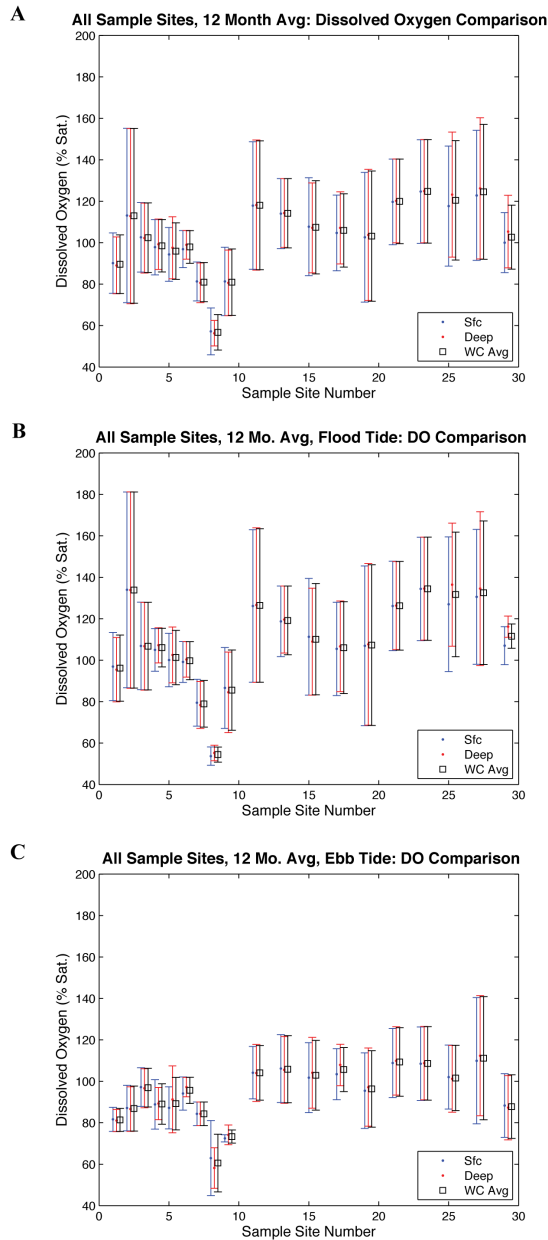 A
All Sample Sites, 12 Month Avg: Dissolved Oxygen Comparison
200
180
160
140
120
100
80
60
40
Dissolved Oxygen (% Sat.)
0 5 10 15 20 25 30
Sample Site Number
Sfc
Deep
WC Avg
B
All Sample Sites, 12 Mo. Avg, Flood Tide: DO Comparison
200
180
160
140
120
100
80
60
40
Dissolved Oxygen (% Sat.)
0 5 10 15 20 25 30
Sample Site Number
Sfc
Deep
WC Avg
C
All Sample Sites, 12 Mo. Avg, Ebb Tide: DO Comparison
200
180
160
140
120
100
80
60
40
Dissolved Oxygen (% Sat.)
0 5 10 15 20 25 30
Sample Site Number
Sfc
Deep
WC Avg